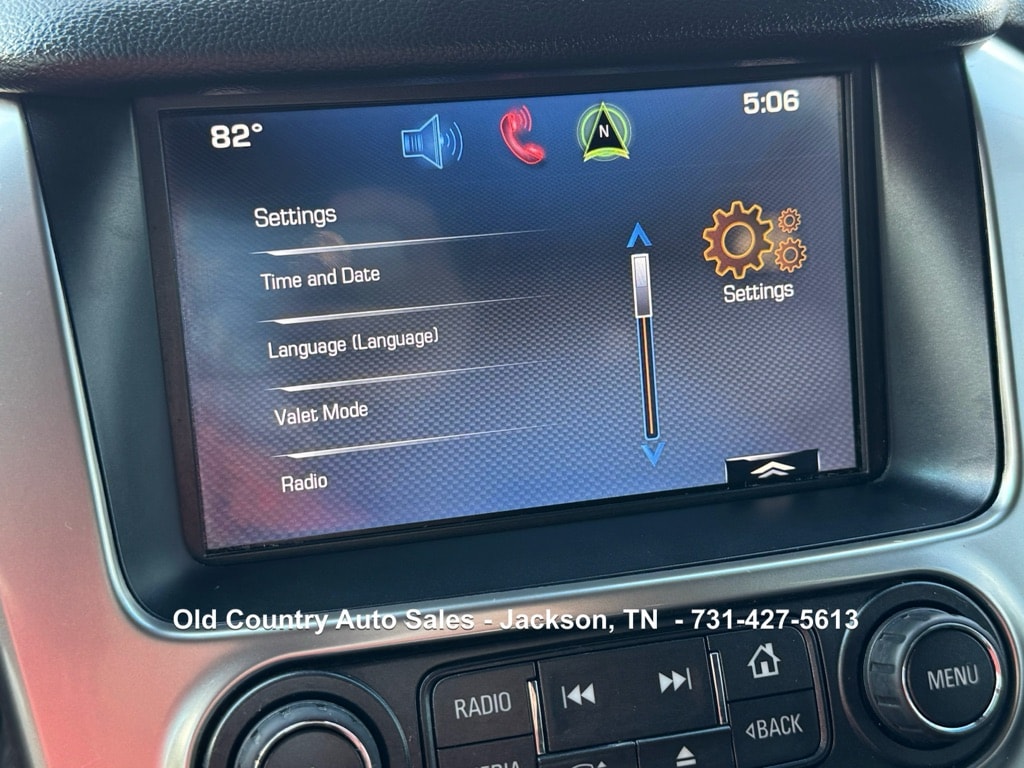 82°
N
5:06
Settings
Time and Date
Language (Language)
Valet Mode
Radio
Settings
Old Country Auto Sales - Jackson, TN - 731-427-5613
RADIO
MENU
BACK
MEDIA